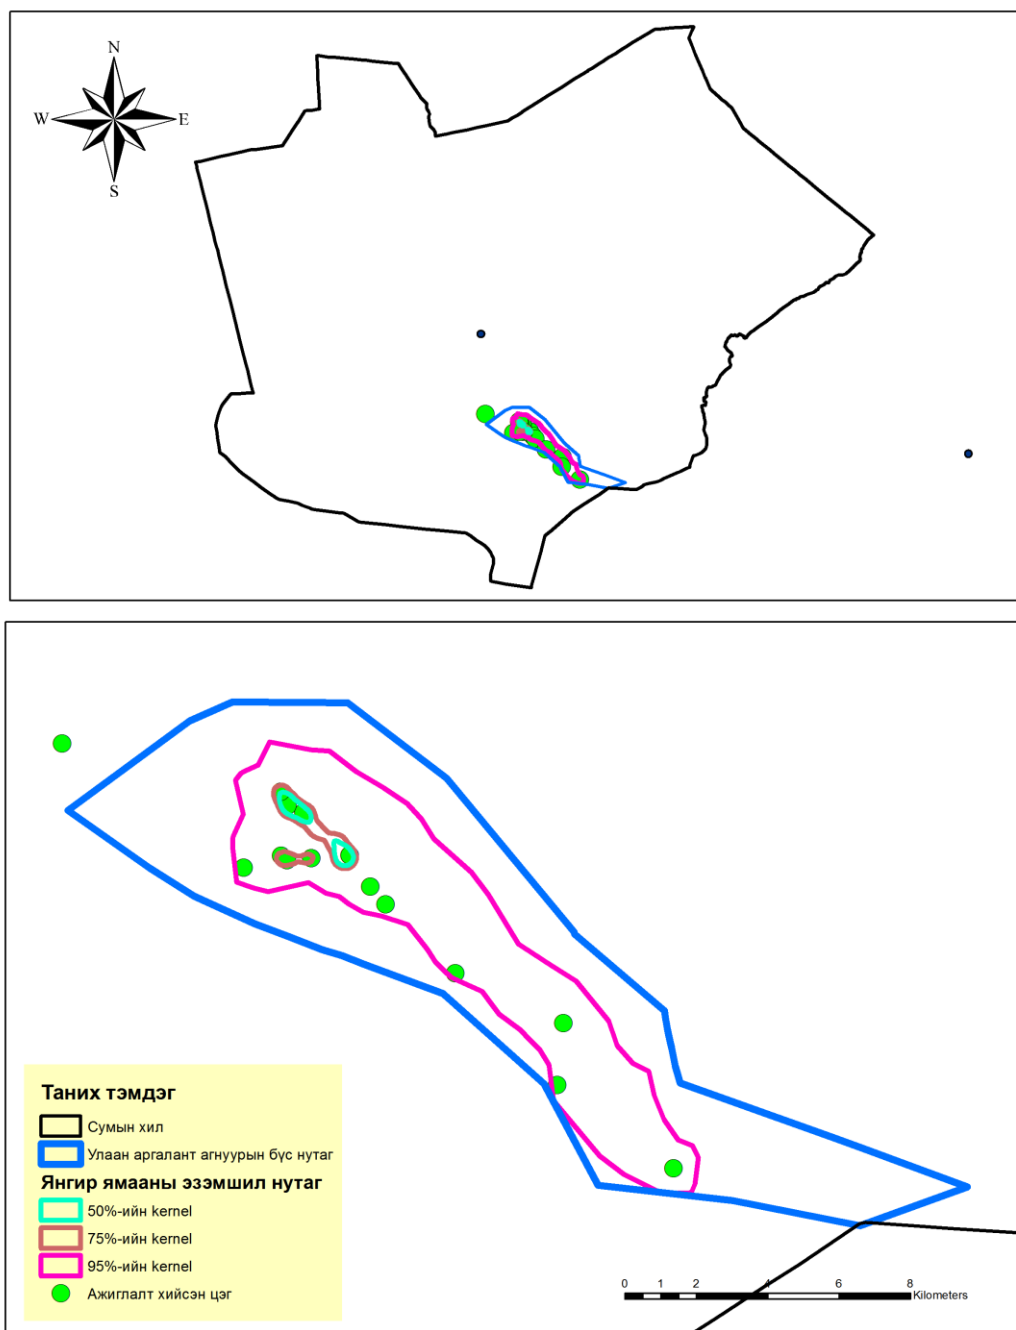 N
W E
S
Таних тэмдэг
Сумын хил
Улаан аргалант агнуурын бүс нутаг
Янгир ямааны эзэмшил нутаг
50%-ийн kernel
75%-ийн kernel
95%-ийн kernel
Ажиглалт хийсэн цэг
0 1 2 4 6 8
Kilometers